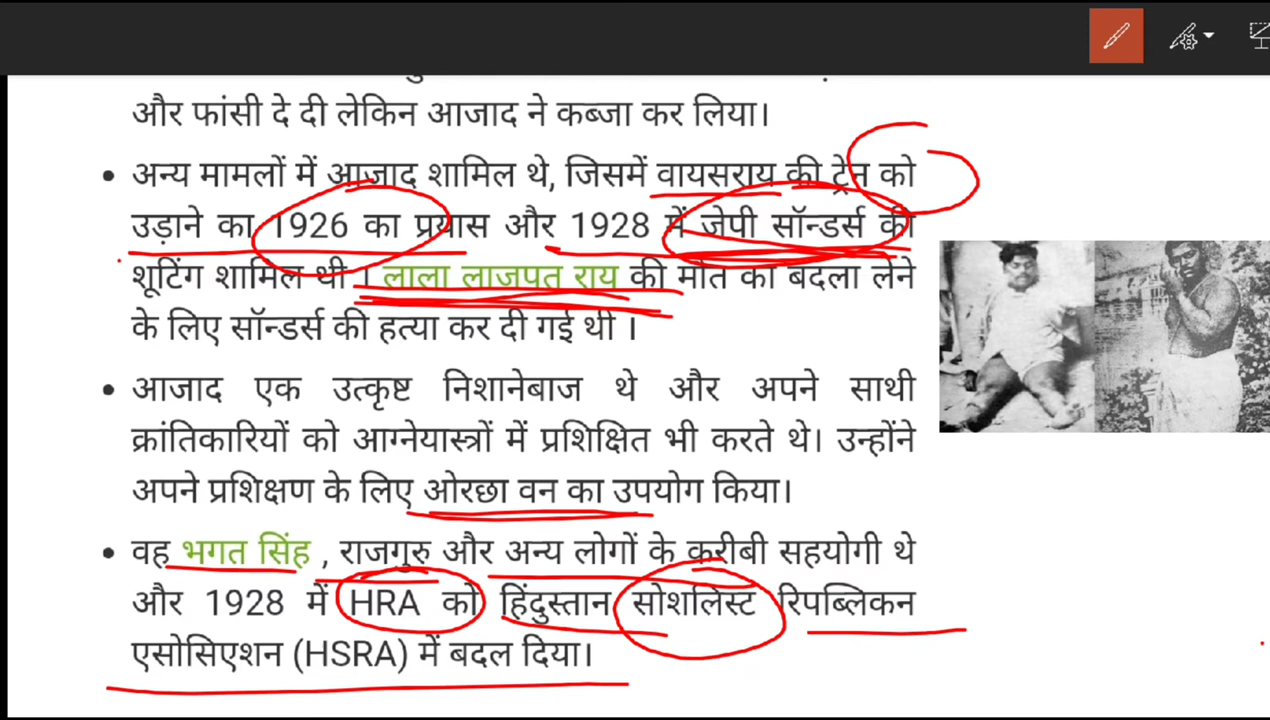 और फांसी दे दी लेकिन आजाद ने कब्जा कर लिया।
• अन्य मामलों में आजाद शामिल थे, जिसमें वायसराय की ट्रेन को
उड़ाने का 1926 का प्रयास और 1928 में जेपी सॉन्डर्स की
शूटिंग शामिल थी । लाला लाजपत राय की मौत का बदला लेने
के लिए सॉन्डर्स की हत्या कर दी गई थी ।
• आजाद एक उत्कृष्ट निशानेबाज थे और अपने साथी
क्रांतिकारियों को आग्नेयास्त्रों में प्रशिक्षित भी करते थे। उन्होंने
अपने प्रशिक्षण के लिए ओरछा वन का उपयोग किया।
• वह भगत सिंह , राजगुरु और अन्य लोगों के करीबी सहयोगी थे
और 1928 में HRA को हिंदुस्तान सोशलिस्ट रिपब्लिकन
एसोसिएशन (HSRA) में बदल दिया।